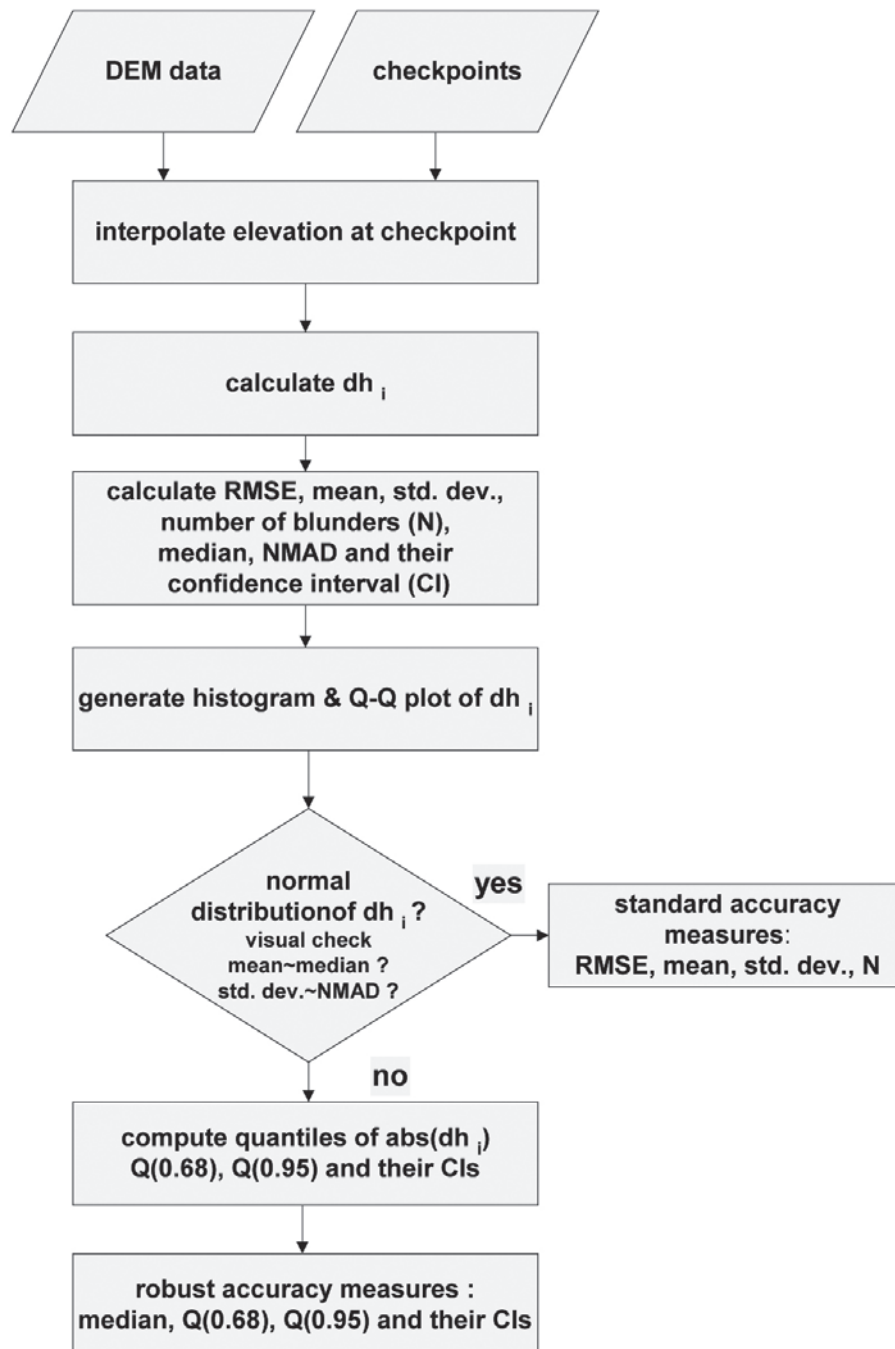 DEM data
checkpoints
interpolate elevation at checkpoint
calculate dh i
calculate RMSE, mean, std. dev.,
number of blunders (N),
median, NMAD and their
confidence interval (CI)
generate histogram & Q-Q plot of dh i
normal
distributionof dh i ?
visual check
mean~median ?
std. dev.~NMAD ?
yes
standard accuracy
measures:
RMSE, mean, std. dev., N
no
compute quantiles of abs(dh i)
Q(0.68), Q(0.95) and their CIs
robust accuracy measures :
median, Q(0.68), Q(0.95) and their CIs